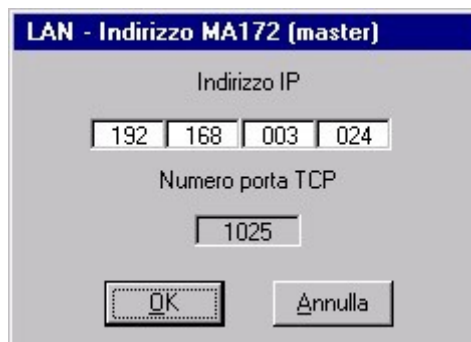 LAN - Indirizzo MA172 (master)
Indirizzo IP
192 168 003 024
Numero porta TCP
1025
OK Annulla